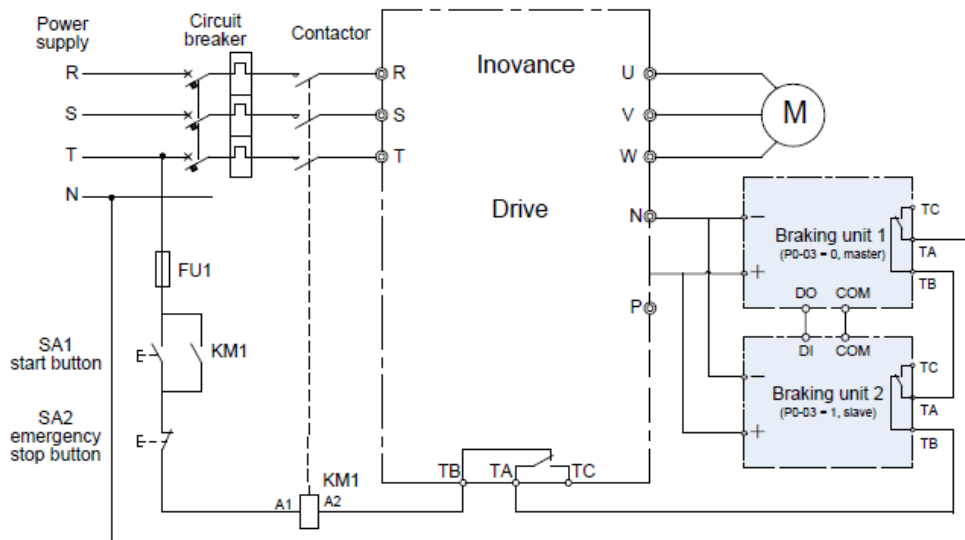 Power supply
Circuit breaker
Contactor
R
S
T
N
R
S
T
Inovance
Drive
U
V
W
N
P
M
−
+
Braking unit 1
(P0-03 = 0, master)
DO
COM
TC
TA
TB
DI
COM
−
+
Braking unit 2
(P0-03 = 1, slave)
TC
TA
TB
FU1
SA1
start button
KM1
SA2
emergency
stop button
KM1
A1
A2
TB
TA
TC